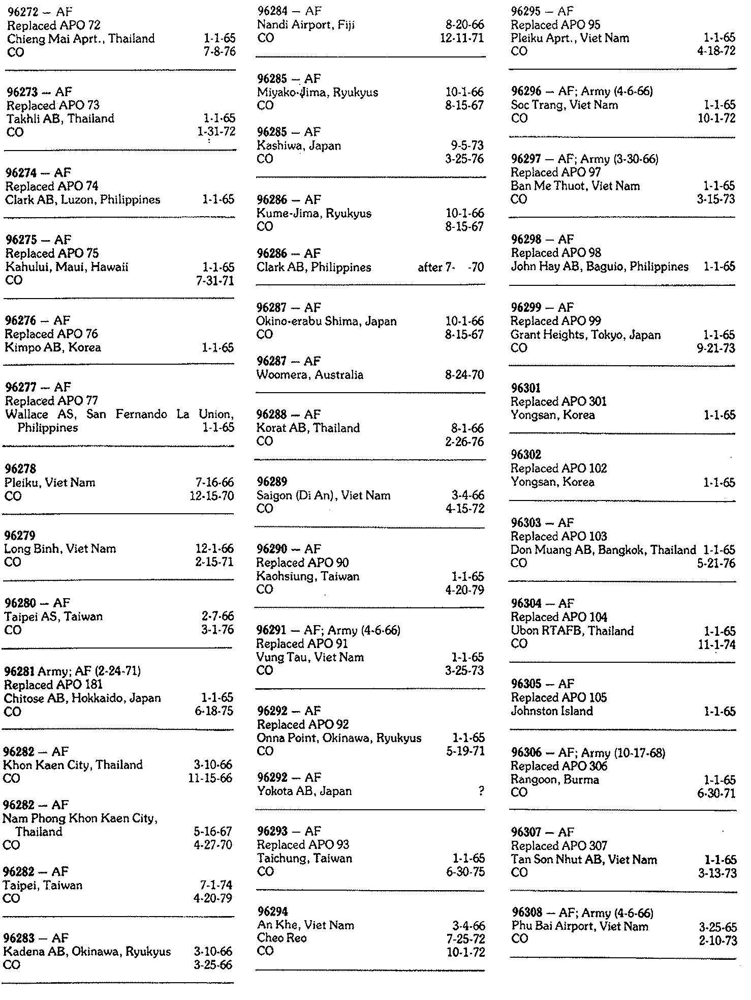 96272 — AF
Replaced APO 72
Chieng Mai Aprt., Thailand 1-1-65
CO 7-8-76
96273 — AF
Replaced APO 73
Takhli AB, Thailand 1-1-65
CO 1-31-72
96274 — AF
Replaced APO 74
Clark AB, Luzon, Philippines 1-1-65
96275 — AF
Replaced APO 75
Kahului, Maui, Hawaii 1-1-65
CO 7-31-71
96276 — AF
Replaced APO 76
Kimpo AB, Korea 1-1-65
96277 — AF
Replaced APO 77
Wallace AS, San Fernando La Union,
Philippines 1-1-65
96278
Pleiku, Viet Nam 7-16-66
CO 12-15-70
96279
Long Binh, Viet Nam 12-1-66
CO 2-15-71
96280 — AF
Taipei AS, Taiwan 2-7-66
CO 3-1-76
96281 Army; AF (2-24-71)
Replaced APO 181
Chitose AB, Hokkaido, Japan 1-1-65
CO 6-18-75
96282 — AF
Khon Kaen City, Thailand 3-10-66
CO 11-15-66
96282 — AF
Nam Phong Khon Kaen City,
Thailand 5-16-67
CO 4-27-70
96282 — AF
Taipei, Taiwan 7-1-74
CO 4-20-79
96283 — AF
Kadena AB, Okinawa, Ryukyus 3-10-66
CO 3-25-66
96284 — AF
Nandi Airport, Fiji 8-20-66
CO 12-11-71
96285 — AF
Miyako-Jima, Ryukyus 10-1-66
CO 8-15-67
96285 — AF
Kashiwa, Japan 9-5-73
CO 3-25-76
96286 — AF
Kume-Jima, Ryukyus 10-1-66
CO 8-15-67
96286 — AF
Clark AB, Philippines after 7- -70
96287 — AF
Okino-erabu Shima, Japan 10-1-66
CO 8-15-67
96287 — AF
Woomera, Australia 8-24-70
96288 — AF
Korat AB, Thailand 8-1-66
CO 2-26-76
96289
Saigon (Di An), Viet Nam 3-4-66
CO 4-15-72
96290 — AF
Replaced APO 90
Kaohsiung, Taiwan 1-1-65
CO 4-20-79
96291 — AF; Army (4-6-66)
Replaced APO 91
Vung Tau, Viet Nam 1-1-65
CO 3-25-73
96292 — AF
Replaced APO 92
Onna Point, Okinawa, Ryukyus 1-1-65
CO 5-19-71
96292 — AF
Yokota AB, Japan ?
96293 — AF
Replaced APO 93
Taichung, Taiwan 1-1-65
CO 6-30-75
96294
An Khe, Viet Nam 3-4-66
Cheo Reo 7-25-72
CO 10-1-72
96295 — AF
Replaced APO 95
Pleiku Aprt., Viet Nam 1-1-65
CO 4-18-72
96296 — AF; Army (4-6-66)
Soc Trang, Viet Nam 1-1-65
CO 10-1-72
96297 — AF; Army (3-30-66)
Replaced APO 97
Ban Me Thuot, Viet Nam 1-1-65
CO 3-15-73
96298 — AF
Replaced APO 98
John Hay AB, Baguio, Philippines 1-1-65
96299 — AF
Replaced APO 99
Grant Heights, Tokyo, Japan 1-1-65
CO 9-21-73
96301
Replaced APO 301
Yongsan, Korea 1-1-65
96302
Replaced APO 102
Yongsan, Korea 1-1-65
96303 — AF
Replaced APO 103
Don Muang AB, Bangkok, Thailand 1-1-65
CO 5-21-76
96304 — AF
Replaced APO 104
Ubon RTAFB, Thailand 1-1-65
CO 11-1-74
96305 — AF
Replaced APO 105
Johnston Island 1-1-65
96306 — AF; Army (10-17-68)
Replaced APO 306
Rangoon, Burma 1-1-65
CO 6-30-71
96307 — AF
Replaced APO 307
Tan Son Nhut AB, Viet Nam 1-1-65
CO 3-13-73
96308 — AF; Army (4-6-66)
Phu Bai Airport, Viet Nam 3-25-65
CO 2-10-73